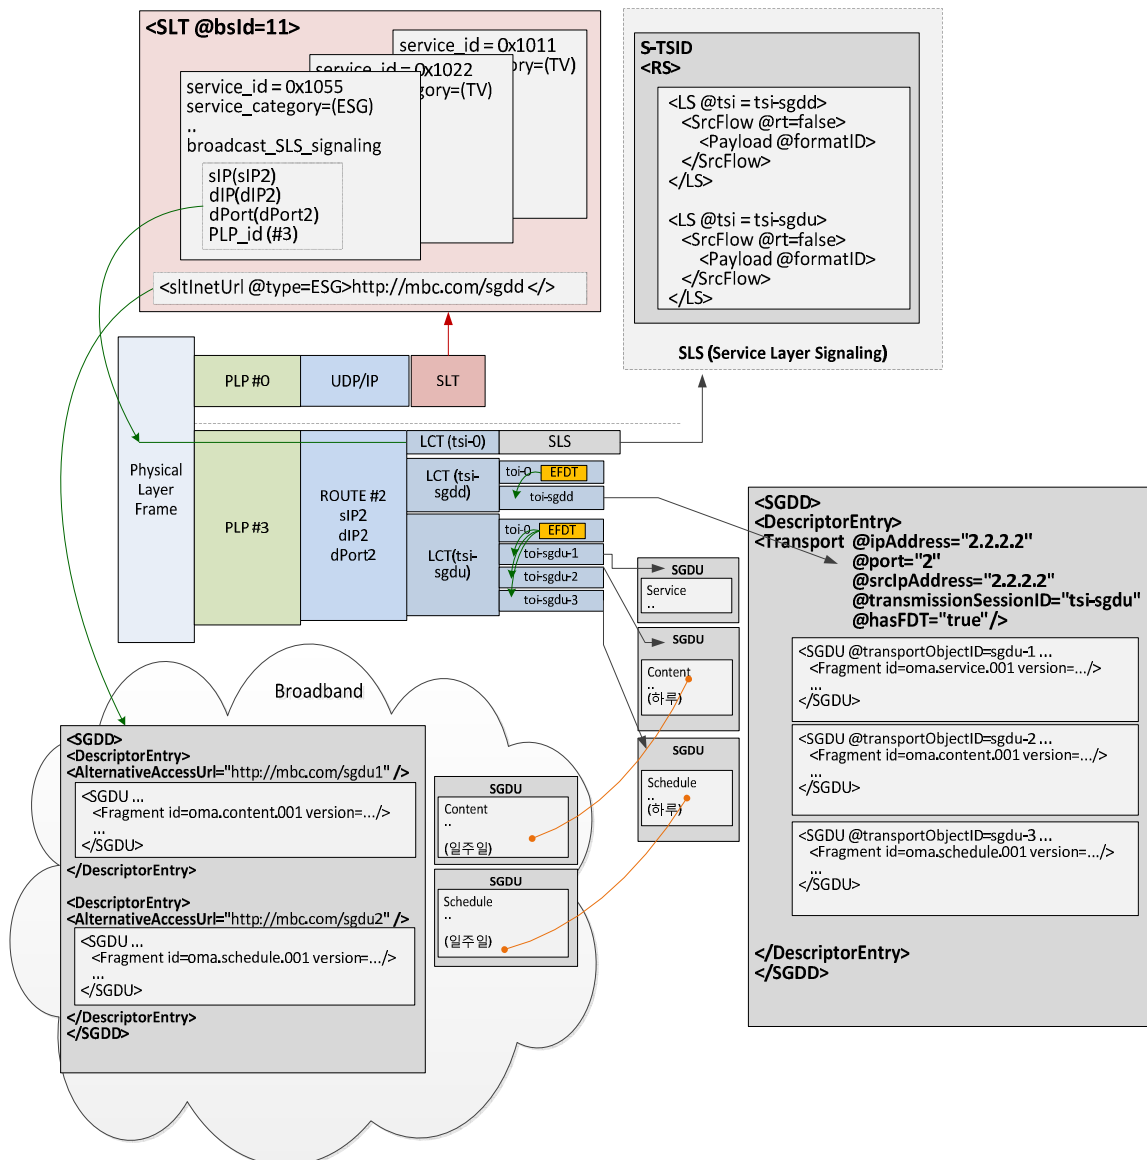 <SLT @bsId=11>
service_id = 0x1011
gory=(TV)
service_id = 0x1022
egory=(TV)
service_id = 0x1055
service_category=(ESG)
..
broadcast_SLS_signaling
sIP(sIP2)
dIP(dIP2)
dPort(dPort2)
PLP_id (#3)
<sltInetUrl @type=ESG>http://mbc.com/sgdd </>
S-TSID
<RS>
<LS @tsi = tsi-sgdd>
<SrcFlow @rt=false>
<Payload @formatID>
</SrcFlow>
</LS>
<LS @tsi = tsi-sgdu>
<SrcFlow @rt=false>
<Payload @formatID>
</SrcFlow>
</LS>
SLS (Service Layer Signaling)
Physical
Layer
Frame
PLP #0
UDP/IP
SLT
PLP #3
ROUTE #2
sIP2
dIP2
dPort2
LCT (tsi-0)
SLS
LCT (tsi-
sgdd)
toi-0
EFDT
toi-sgdd
LCT(tsi-
sgdu)
toi-0
EFDT
toi-sgdu-1
toi-sgdu-2
toi-sgdu-3
SGDU
Service
..
SGDU
Content
..
(하루)
SGDU
Schedule
..
(하루)
<SGDD>
<DescriptorEntry>
<Transport @ipAddress="2.2.2.2"
@port="2"
@srcIpAddress="2.2.2.2"
@transmissionSessionID="tsi-sgdu"
@hasFDT="true"/>
<SGDU @transportObjectID=sgdu-1 ...
<Fragment id=oma.service.001 version=.../>
...
</SGDU>
<SGDU @transportObjectID=sgdu-2 ...
<Fragment id=oma.content.001 version=.../>
...
</SGDU>
<SGDU @transportObjectID=sgdu-3 ...
<Fragment id=oma.schedule.001 version=.../>
...
</SGDU>
</DescriptorEntry>
</SGDD>
Broadband
<SGDD>
<DescriptorEntry>
<AlternativeAccessUrl="http://mbc.com/sgdu1" />
<SGDU ...
<Fragment id=oma.content.001 version=.../>
...
</SGDU>
</DescriptorEntry>
<DescriptorEntry>
<AlternativeAccessUrl="http://mbc.com/sgdu2" />
<SGDU ...
<Fragment id=oma.schedule.001 version=.../>
...
</SGDU>
</DescriptorEntry>
</SGDD>
SGDU
Content
..
(일주일)
SGDU
Schedule
..
(일주일)